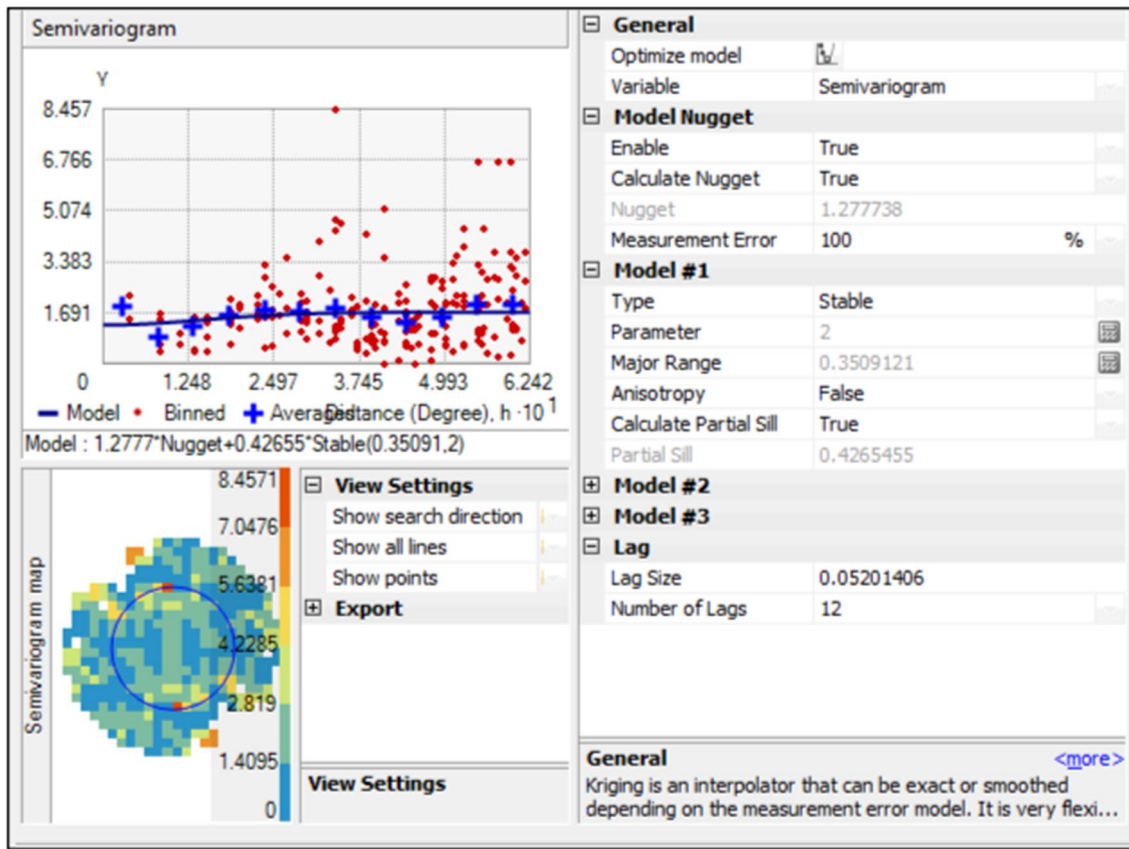 Semivariogram
Y
8.457
6.766
5.074
3.383
1.691
0 1.248 2.497 3.745 4.993 6.242
Model Binned Averaged Distance (Degree), h ·10 1
Model : 1.2777*Nugget+0.42655*Stable(0.35091,2)
Semivariogram map
8.4571
7.0476
5.6381
4.2285
2.819
1.4095
0
View Settings
Show search direction
Show all lines
Show points
Export
View Settings
General
Optimize model
Variable Semivariogram
Model Nugget
Enable True
Calculate Nugget True
Nugget 1.277738
Measurement Error 100 %
Model #1
Type Stable
Parameter 2
Major Range 0.3509121
Anisotropy False
Calculate Partial Sill True
Partial Sill 0.4265455
Model #2
Model #3
Lag
Lag Size 0.05201406
Number of Lags 12
General <more>
Kriging is an interpolator that can be exact or smoothed
depending on the measurement error model. It is very flexi...